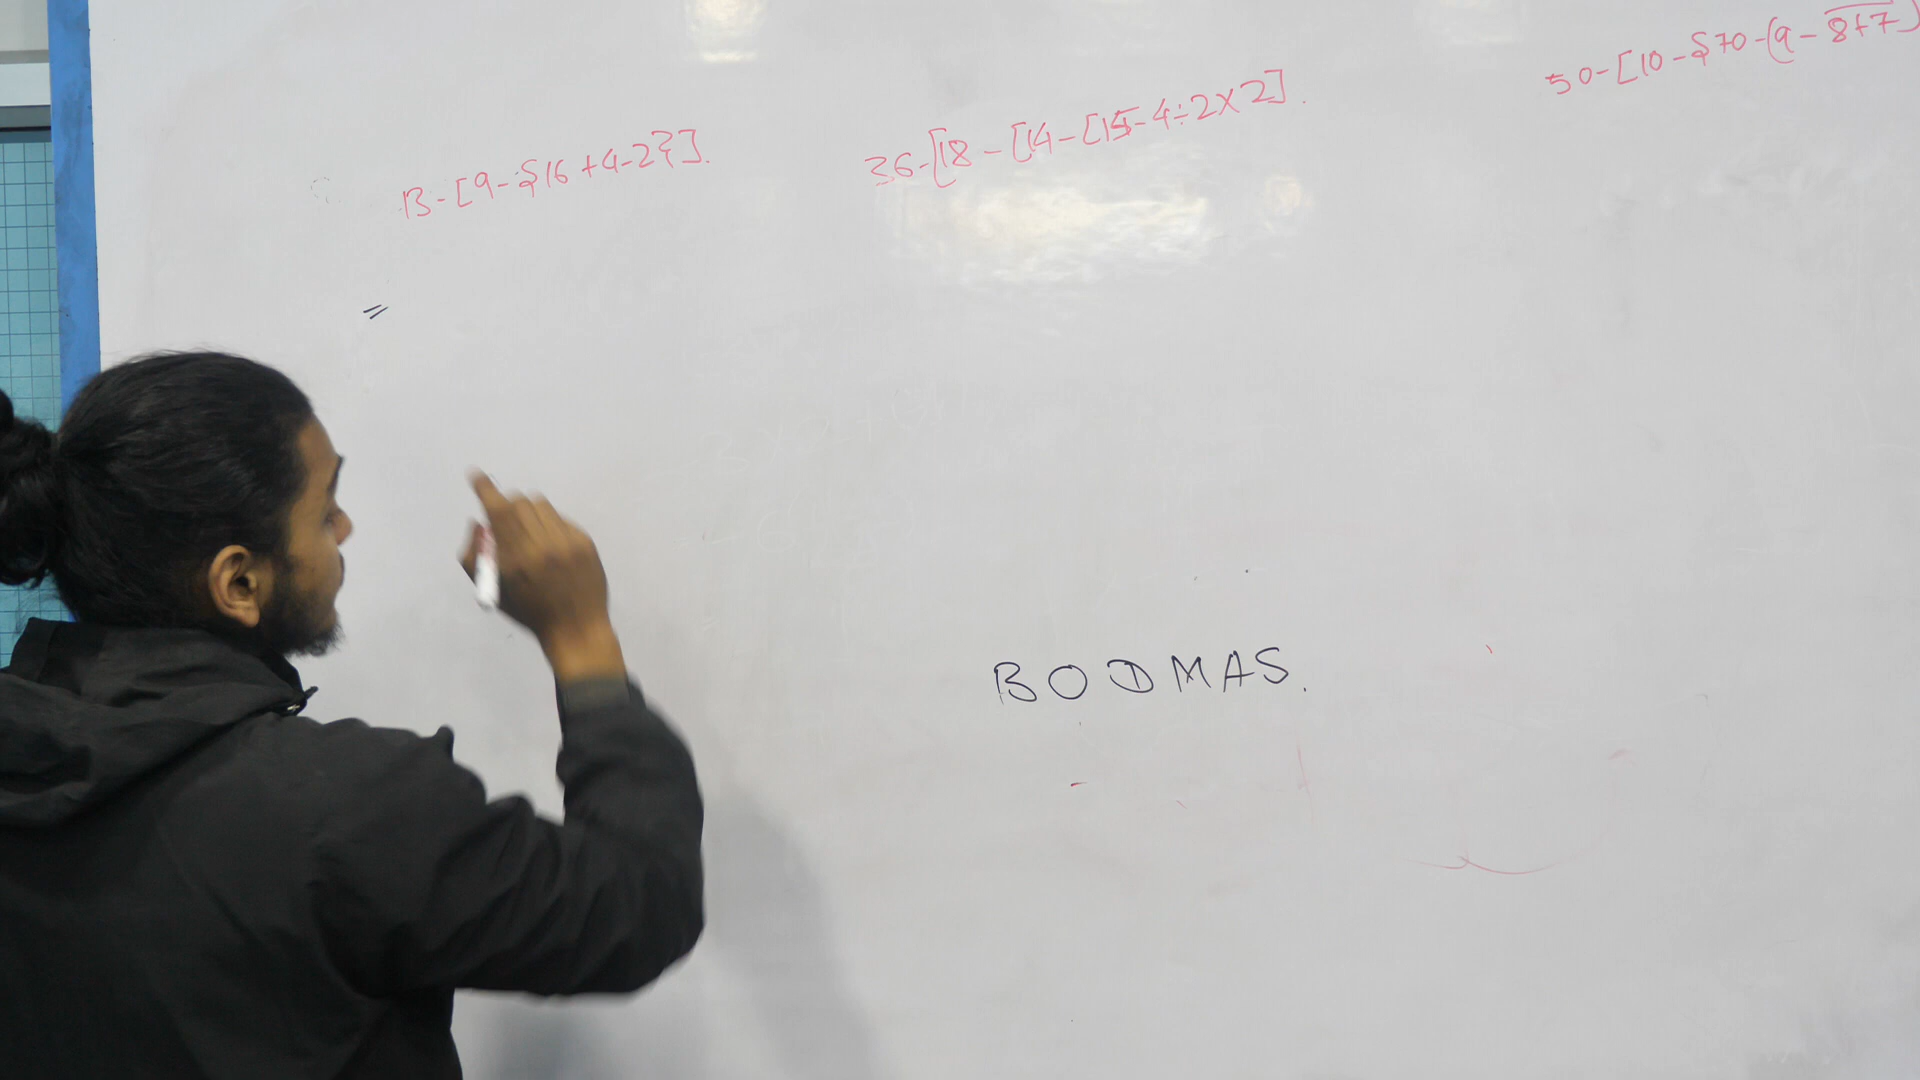 13-[9-{16+4-2}].
36-[18-[14-[15-4÷2×2].
50-[10-{70-(9-8+7)
=
BODMAS.